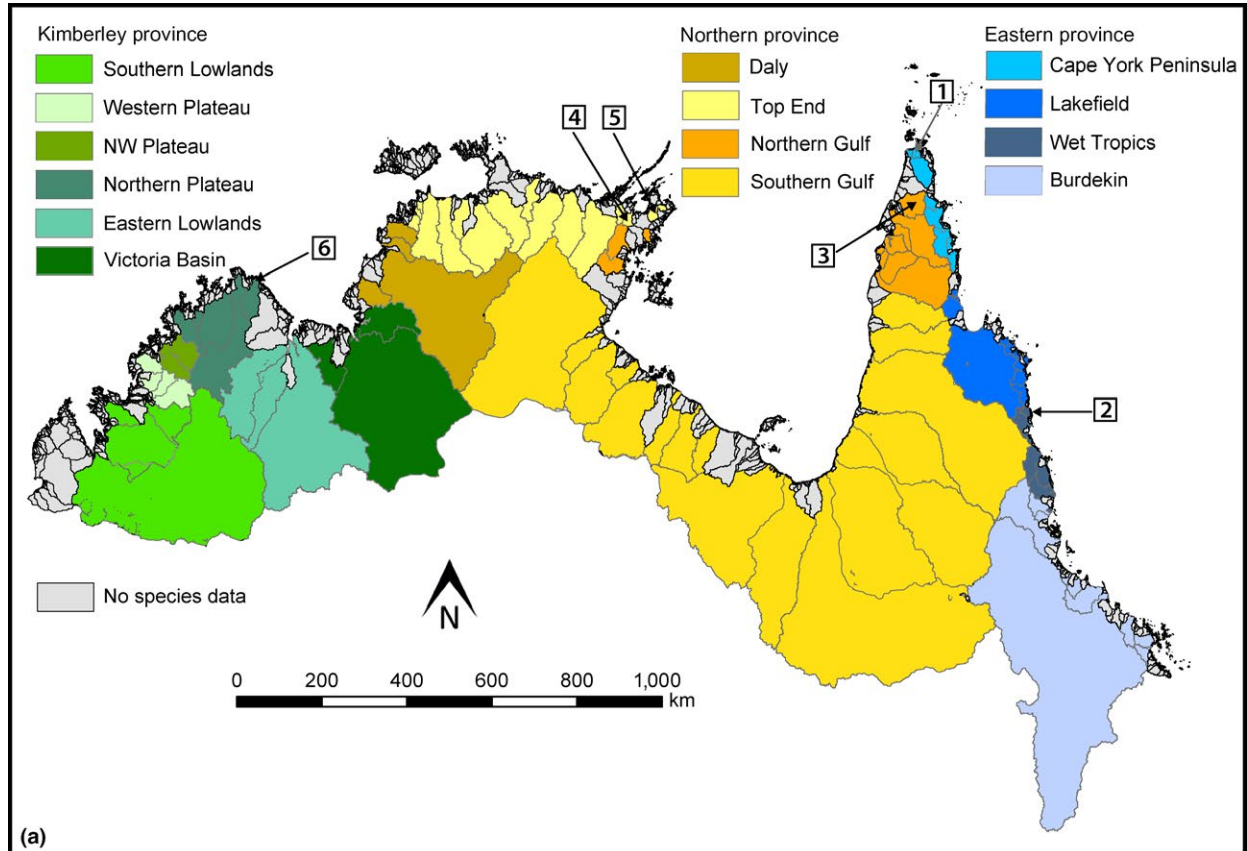 Kimberley province
Southern Lowlands
Western Plateau
NW Plateau
Northern Plateau
Eastern Lowlands
Victoria Basin
Northern province
Daly
Top End
Northern Gulf
Southern Gulf
Eastern province
Cape York Peninsula
Lakefield
Wet Tropics
Burdekin
1
4
5
3
6
2
No species data
N
0 200 400 600 800 1,000
km
(a)